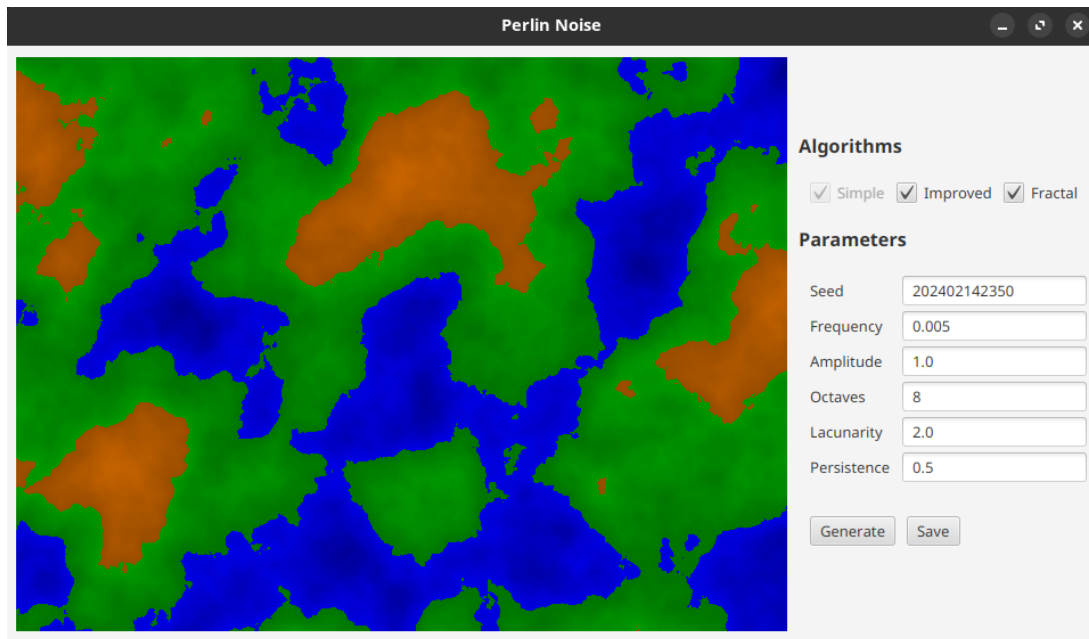 Perlin Noise
Algorithms
Simple Improved Fractal
Parameters
Seed 202402142350
Frequency 0.005
Amplitude 1.0
Octaves 8
Lacunarity 2.0
Persistence 0.5
Generate Save